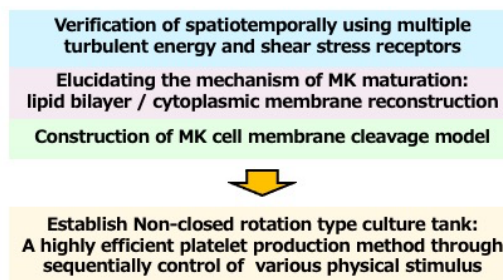 Verification of spatiotemporally using multiple
turbulent energy and shear stress receptors
Elucidating the mechanism of MK maturation:
lipid bilayer / cytoplasmic membrane reconstruction
Construction of MK cell membrane cleavage model
Establish Non-closed rotation type culture tank:
A highly efficient platelet production method through
sequentially control of various physical stimulus